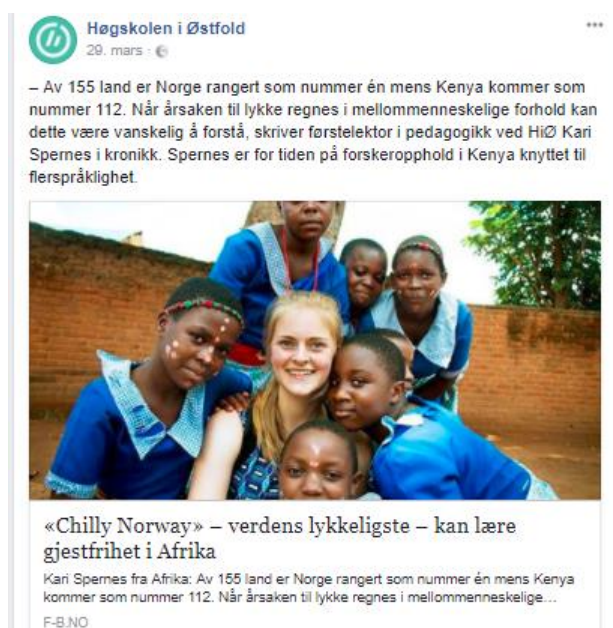 Høgskolen i Østfold
29. mars ·
– Av 155 land er Norge rangert som nummer én mens Kenya kommer som
nummer 112. Når årsaken til lykke regnes i mellommenneskelige forhold kan
dette være vanskelig å forstå, skriver førstelektor i pedagogikk ved HiØ Kari
Spernes i kronikk. Spernes er for tiden på forskeropphold i Kenya knyttet til
flerspråklighet.
«Chilly Norway» – verdens lykkeligste – kan lære
gjestfrihet i Afrika
Kari Spernes fra Afrika: Av 155 land er Norge rangert som nummer én mens Kenya
kommer som nummer 112. Når årsaken til lykke regnes i mellommenneskelige...
F-B.NO